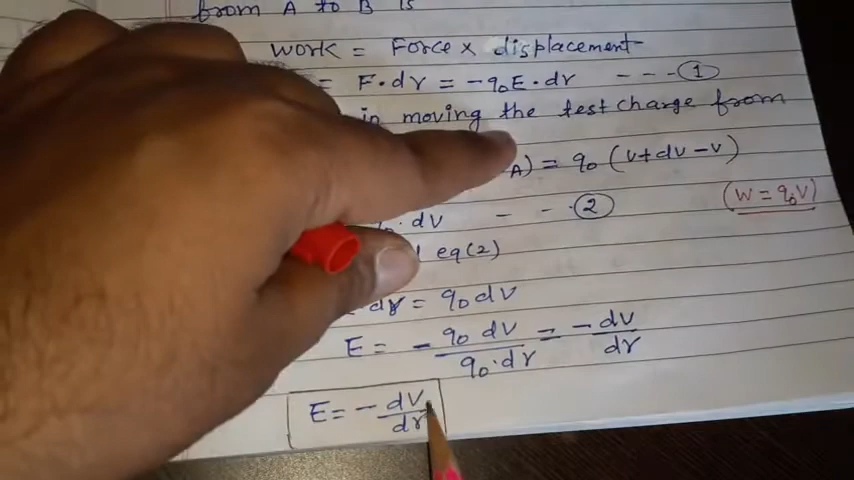 from A to B is
work = Force × displacement
= F·dr = -q₀E·dr - - - ①
in moving the test charge from
A) = q₀ (V+dV-V)
q₀·dV - - ② (W = q₀V)
eq(2)
dr = q₀dV
E = - q₀ dV / q₀·dr = - dV / dr
E = - dV / dr